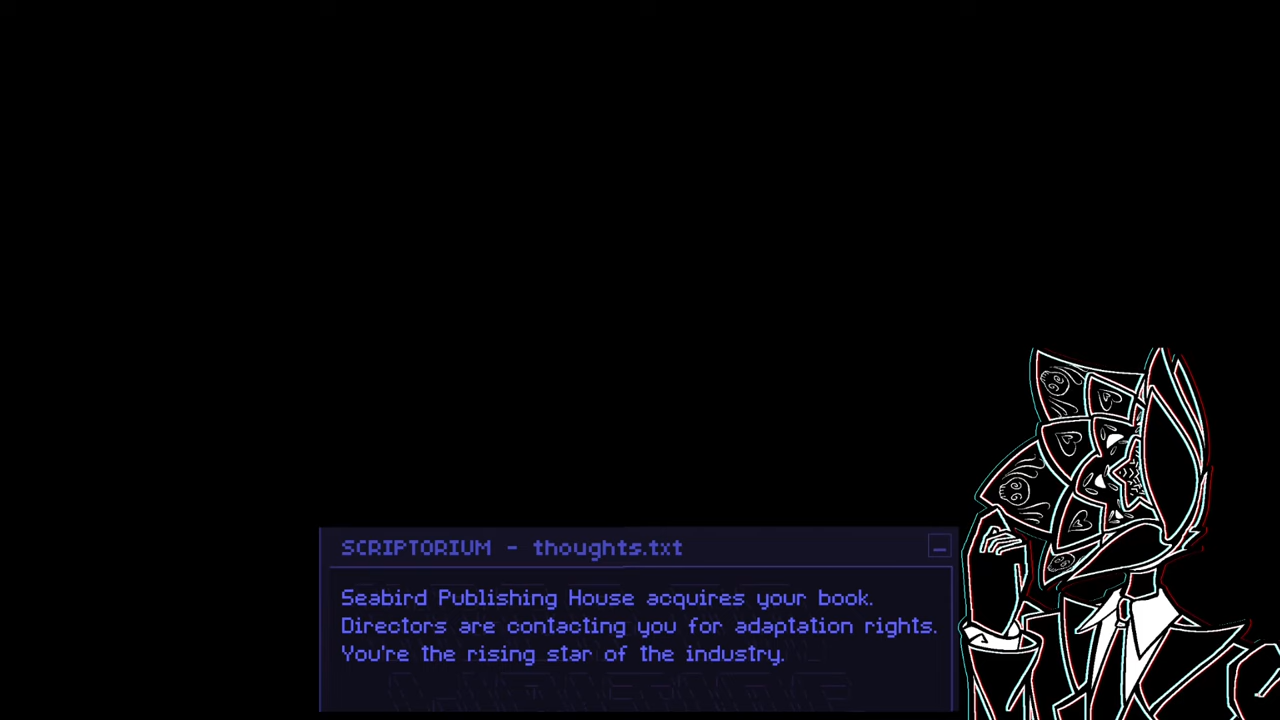 SCRIPTORIUM - thoughts.txt
Seabird Publishing House acquires your book.
Directors are contacting you for adaptation rights.
You're the rising star of the industry.